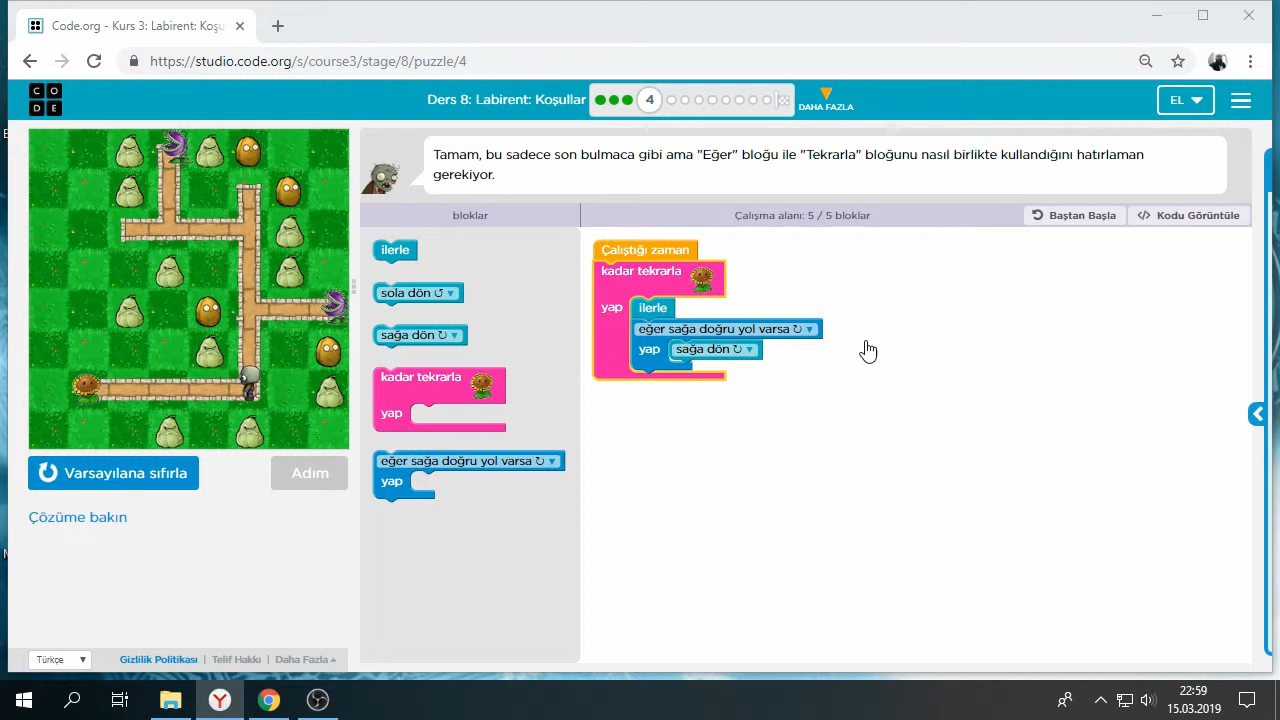 Code.org - Kurs 3: Labirent: Koşu
https://studio.code.org/s/course3/stage/8/puzzle/4
C O
D E
Ders 8: Labirent: Koşullar
4
DAHA FAZLA
EL
Tamam, bu sadece son bulmaca gibi ama "Eğer" bloğu ile "Tekrarla" bloğunu nasıl birlikte kullandığını hatırlaman
gerekiyor.
bloklar
Çalışma alanı: 5 / 5 bloklar
Baştan Başla
</> Kodu Görüntüle
ilerle
sola dön ↺ ▼
sağa dön ↻ ▼
kadar tekrarla
yap
eğer sağa doğru yol varsa ↻ ▼
yap
Çalıştığı zaman
kadar tekrarla
yap
ilerle
eğer sağa doğru yol varsa ↻ ▼
yap
sağa dön ↻ ▼
Varsayılana sıfırla
Adım
Çözüme bakın
Türkçe ▼
Gizlilik Politikası | Telif Hakkı | Daha Fazla
22:59
15.03.2019